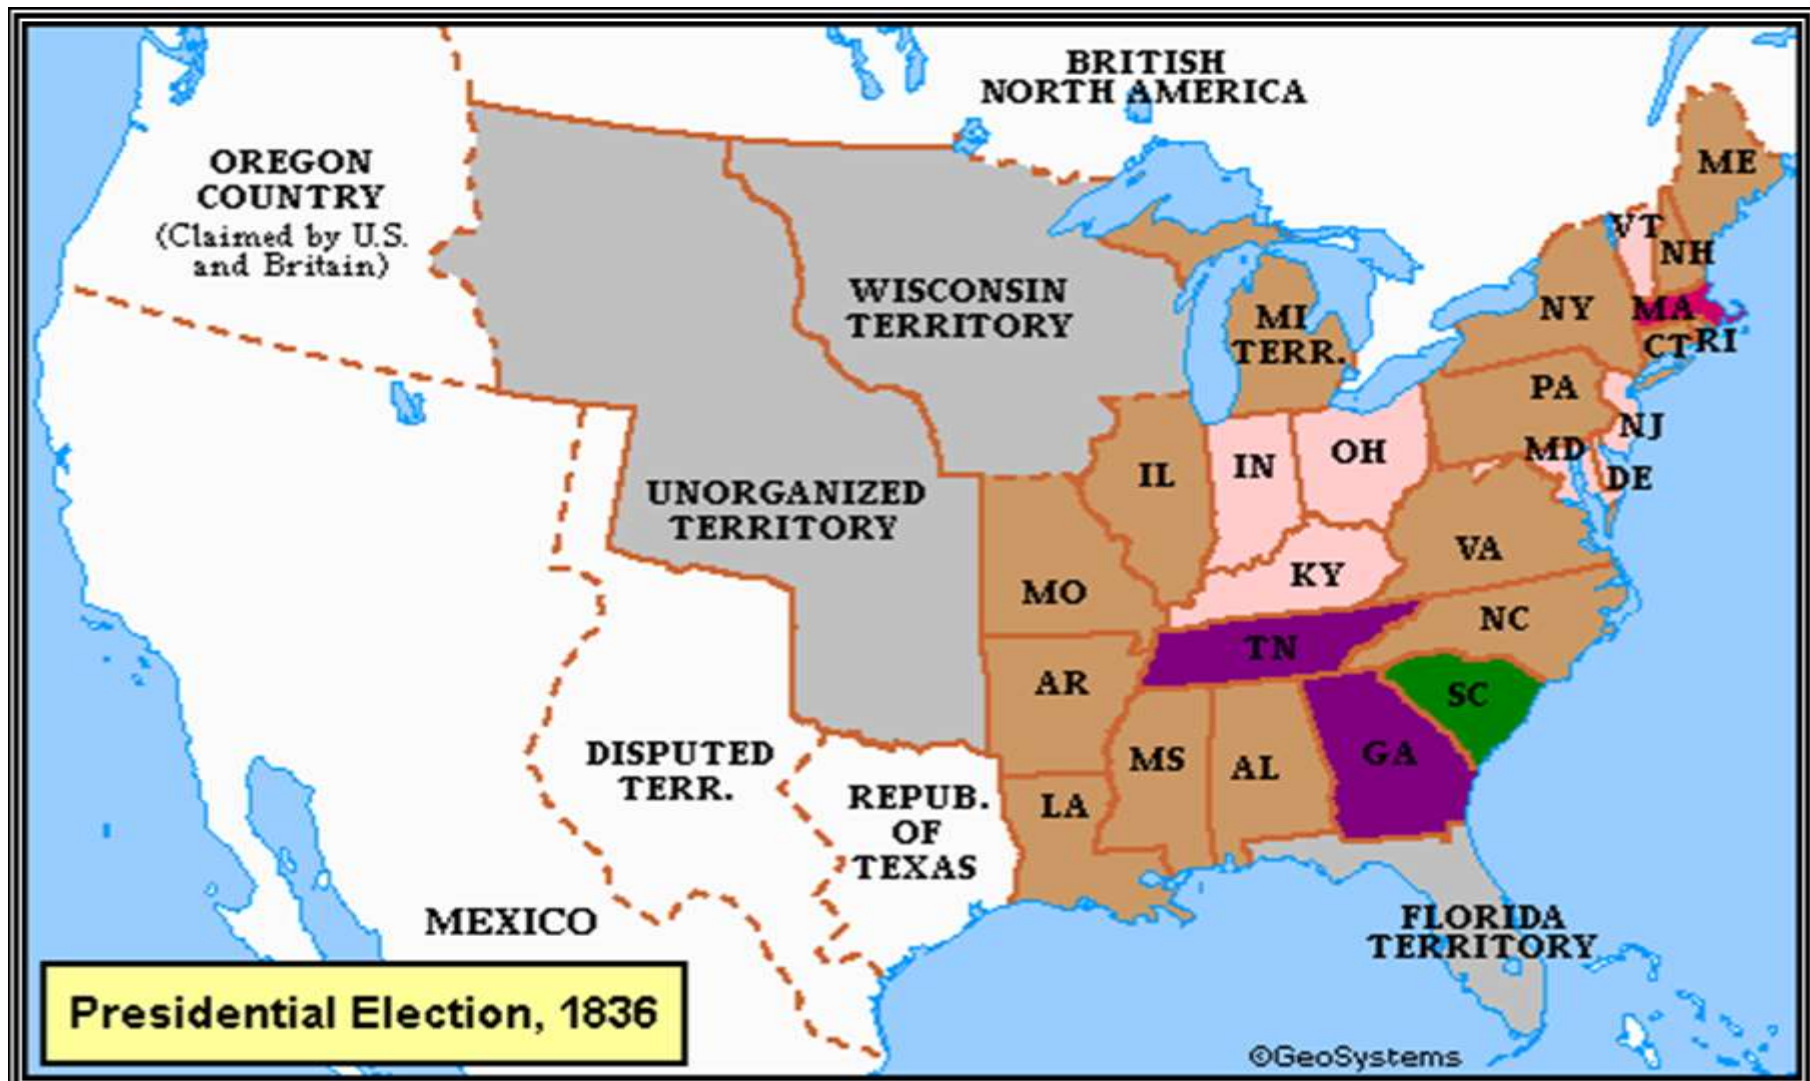 BRITISH
NORTH AMERICA
OREGON
COUNTRY
(Claimed by U.S.
and Britain)
ME
VT
NH
WISCONSIN
TERRITORY
MI
TERR.
NY
MA
CT
RI
PA
NJ
MD
DE
IL
IN
OH
UNORGANIZED
TERRITORY
VA
MO
KY
NC
TN
AR
SC
DISPUTED
TERR.
MS
AL
GA
LA
REPUB.
OF
TEXAS
MEXICO
FLORIDA
TERRITORY
Presidential Election, 1836
©GeoSystems